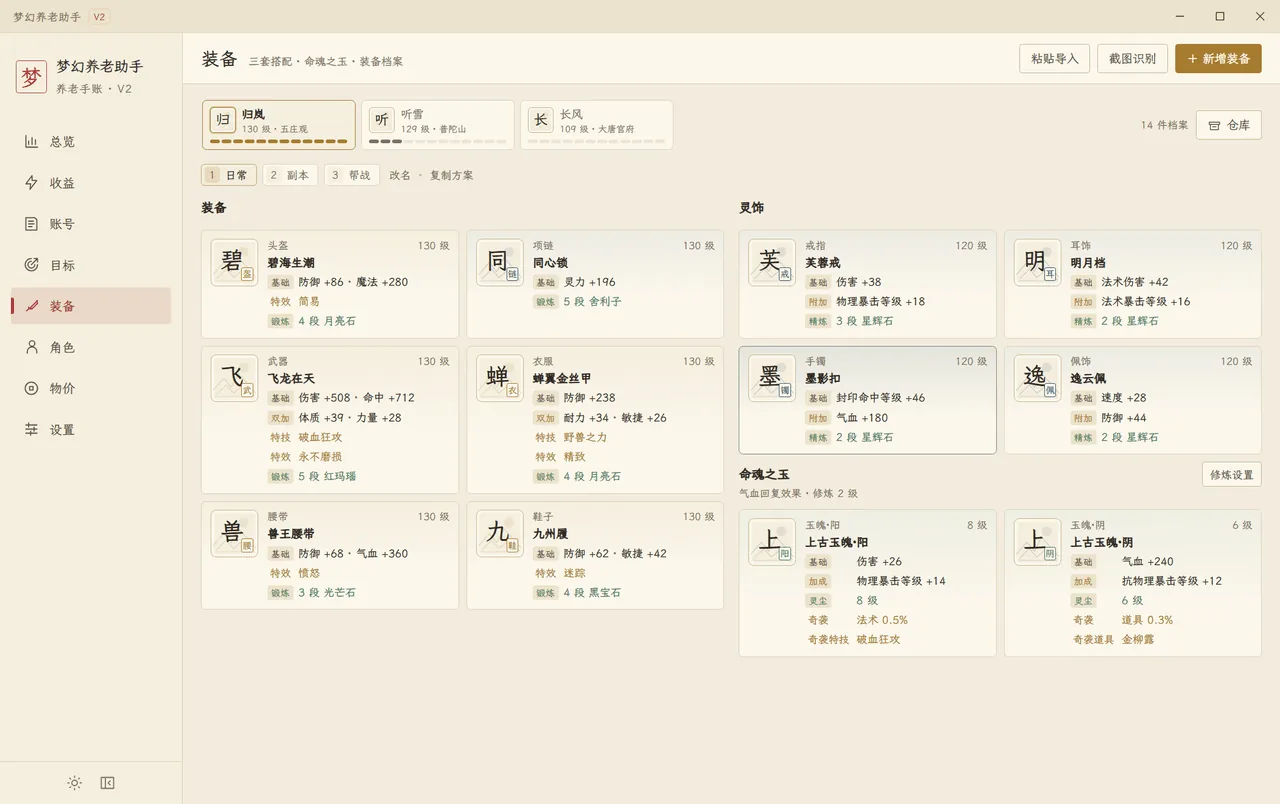 梦幻养老助手 V2
梦
梦幻养老助手
养老手账 · V2
总览
收益
账号
目标
装备
角色
物价
设置
装备 三套搭配·命魂之玉·装备档案
粘贴导入
截图识别
+ 新增装备
归
归岚
130 级·五庄观
听
听雪
129 级·普陀山
长
长风
109 级·大唐官府
14 件档案
仓库
1 日常
2 副本
3 帮战
改名 · 复制方案
装备
碧
盔
头盔 130 级
碧海生潮
基础 防御 +86 · 魔法 +280
特效 简易
锻炼 4 段 月亮石
同
链
项链 130 级
同心锁
基础 灵力 +196
锻炼 5 段 舍利子
飞
武
武器 130 级
飞龙在天
基础 伤害 +508 · 命中 +712
双加 体质 +39 · 力量 +28
特技 破血狂攻
特效 永不磨损
锻炼 5 段 红玛瑙
蝉
衣
衣服 130 级
蝉翼金丝甲
基础 防御 +238
双加 耐力 +34 · 敏捷 +26
特技 野兽之力
特效 精致
锻炼 4 段 月亮石
兽
腰
腰带 130 级
兽王腰带
基础 防御 +68 · 气血 +360
特效 愤怒
锻炼 3 段 光芒石
九
鞋
鞋子 130 级
九州履
基础 防御 +62 · 敏捷 +42
特效 迷踪
锻炼 4 段 黑宝石
灵饰
芙
戒
戒指 120 级
芙蓉戒
基础 伤害 +38
附加 物理暴击等级 +18
精炼 3 段 星辉石
明
耳
耳饰 120 级
明月珰
基础 法术伤害 +42
附加 法术暴击等级 +16
精炼 2 段 星辉石
墨
镯
手镯 120 级
墨影扣
基础 封印命中等级 +46
附加 气血 +180
精炼 2 段 星辉石
逸
佩
佩饰 120 级
逸云佩
基础 速度 +28
附加 防御 +44
精炼 2 段 星辉石
命魂之玉
气血回复效果·修炼 2 级
修炼设置
上
阳
玉魄·阳 8 级
上古玉魄·阳
基础 伤害 +26
加成 物理暴击等级 +14
灵尘 8 级
奇袭 法术 0.5%
奇袭特技 破血狂攻
上
阴
玉魄·阴 6 级
上古玉魄·阴
基础 气血 +240
加成 抗物理暴击等级 +12
灵尘 6 级
奇袭 道具 0.3%
奇袭道具 金柳露